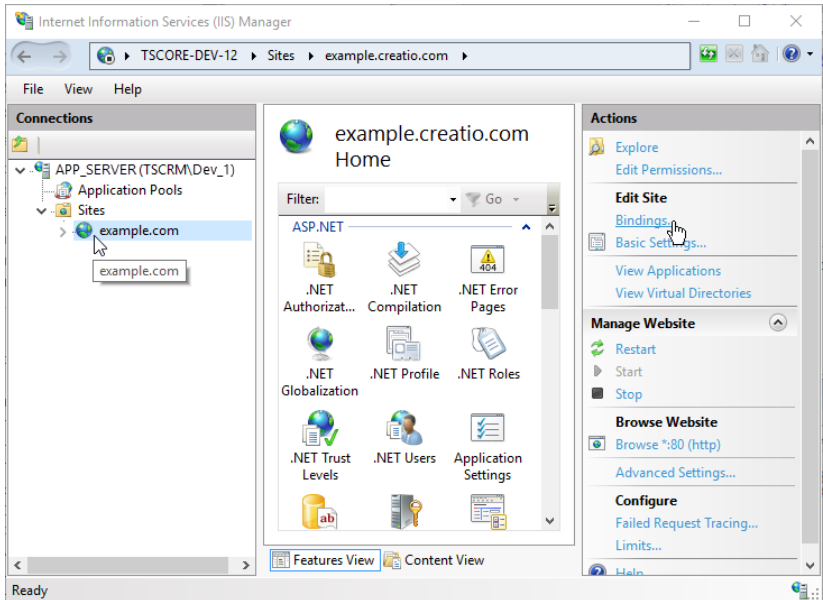 Internet Information Services (IIS) Manager
TSCORE-DEV-12 Sites example.creatio.com
File View Help
Connections
APP_SERVER (TSCRM\Dev_1)
Application Pools
Sites
example.com
example.com
example.creatio.com
Home
Filter: Go
ASP.NET
.NET
Authorizat...
.NET
Compilation
404
.NET Error
Pages
.NET
Globalization
.NET Profile
.NET Roles
.NET Trust
Levels
.NET Users
Application
Settings
ab
Features View Content View
Actions
Explore
Edit Permissions...
Edit Site
Bindings...
Basic Settings...
View Applications
View Virtual Directories
Manage Website
Restart
Start
Stop
Browse Website
Browse *:80 (http)
Advanced Settings...
Configure
Failed Request Tracing...
Limits...
Help
Ready